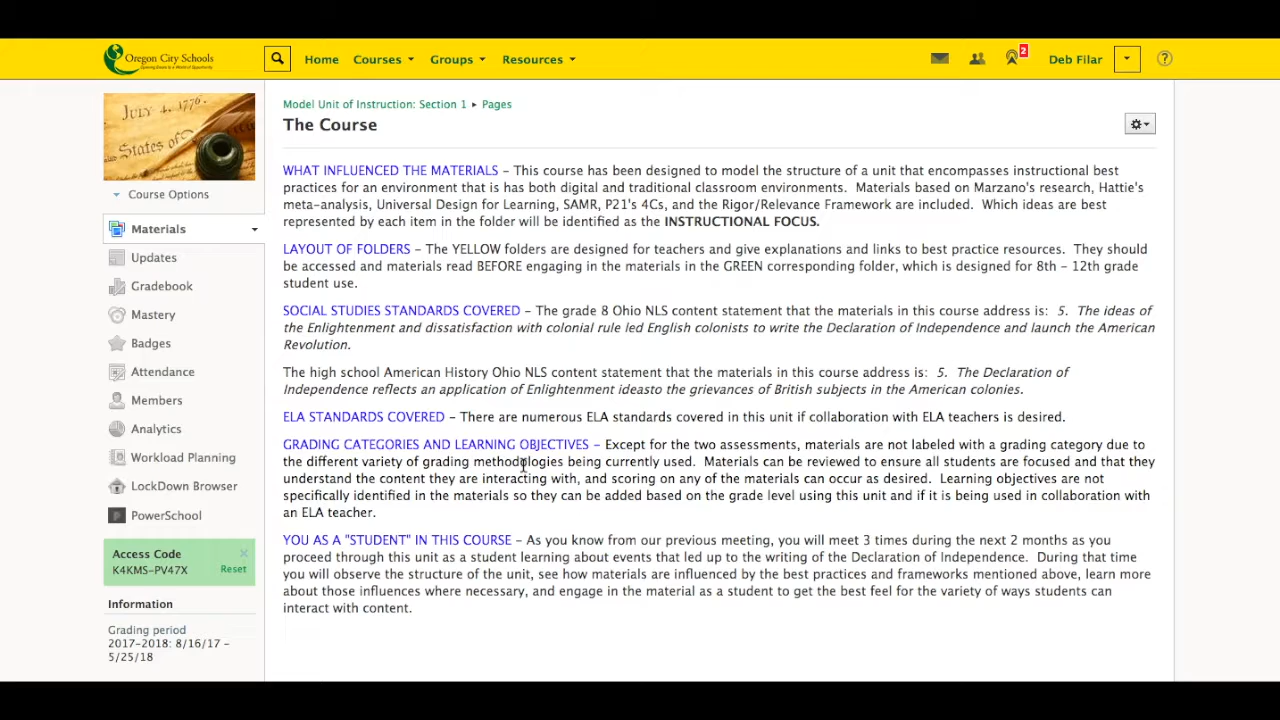 Oregon City Schools
Home
Courses
Groups
Resources
2
Deb Filar
JULY 4, 1776.
States of
Course Options
Materials
Updates
Gradebook
Mastery
Badges
Attendance
Members
Analytics
Workload Planning
LockDown Browser
PowerSchool
Access Code
K4KMS-PV47X
Reset
Information
Grading period
2017-2018: 8/16/17 -
5/25/18
Model Unit of Instruction: Section 1 ▸ Pages
The Course
WHAT INFLUENCED THE MATERIALS - This course has been designed to model the structure of a unit that encompasses instructional best
practices for an environment that is has both digital and traditional classroom environments. Materials based on Marzano's research, Hattie's
meta-analysis, Universal Design for Learning, SAMR, P21's 4Cs, and the Rigor/Relevance Framework are included. Which ideas are best
represented by each item in the folder will be identified as the INSTRUCTIONAL FOCUS.
LAYOUT OF FOLDERS - The YELLOW folders are designed for teachers and give explanations and links to best practice resources. They should
be accessed and materials read BEFORE engaging in the materials in the GREEN corresponding folder, which is designed for 8th - 12th grade
student use.
SOCIAL STUDIES STANDARDS COVERED - The grade 8 Ohio NLS content statement that the materials in this course address is: 5. The ideas of
the Enlightenment and dissatisfaction with colonial rule led English colonists to write the Declaration of Independence and launch the American
Revolution.
The high school American History Ohio NLS content statement that the materials in this course address is: 5. The Declaration of
Independence reflects an application of Enlightenment ideasto the grievances of British subjects in the American colonies.
ELA STANDARDS COVERED - There are numerous ELA standards covered in this unit if collaboration with ELA teachers is desired.
GRADING CATEGORIES AND LEARNING OBJECTIVES - Except for the two assessments, materials are not labeled with a grading category due to
the different variety of grading methodologies being currently used. Materials can be reviewed to ensure all students are focused and that they
understand the content they are interacting with, and scoring on any of the materials can occur as desired. Learning objectives are not
specifically identified in the materials so they can be added based on the grade level using this unit and if it is being used in collaboration with
an ELA teacher.
YOU AS A "STUDENT" IN THIS COURSE - As you know from our previous meeting, you will meet 3 times during the next 2 months as you
proceed through this unit as a student learning about events that led up to the writing of the Declaration of Independence. During that time
you will observe the structure of the unit, see how materials are influenced by the best practices and frameworks mentioned above, learn more
about those influences where necessary, and engage in the material as a student to get the best feel for the variety of ways students can
interact with content.